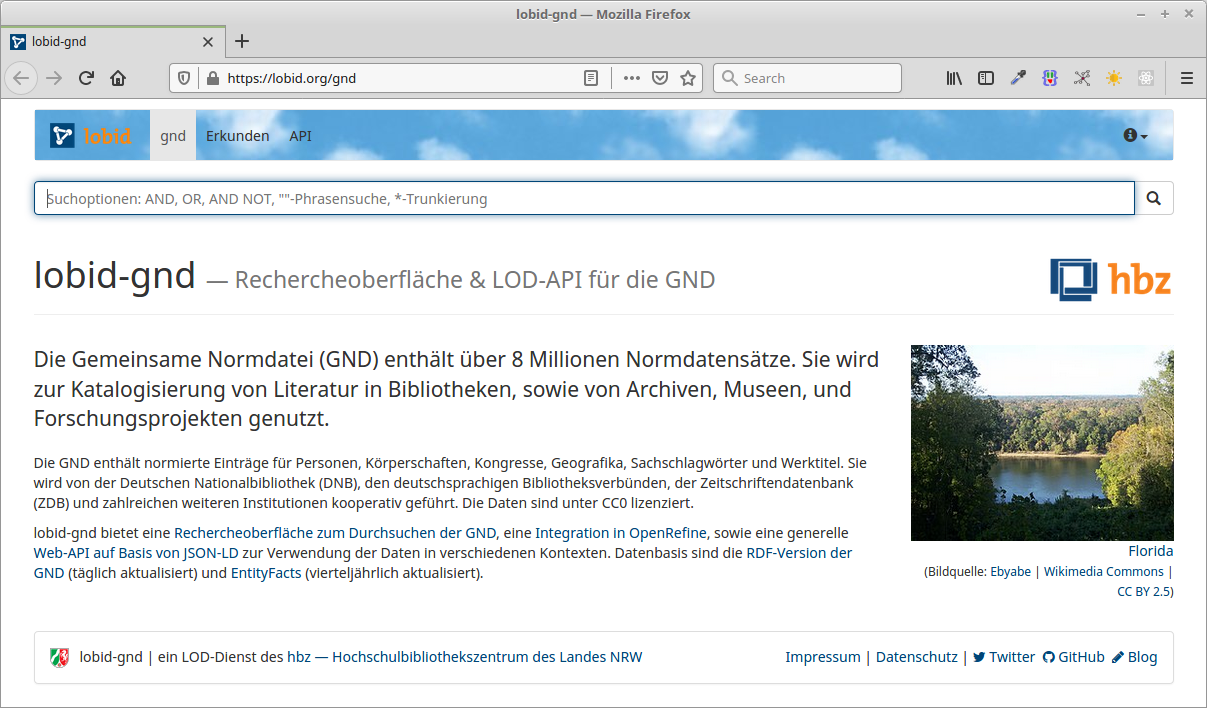 lobid-gnd — Mozilla Firefox
lobid-gnd
https://lobid.org/gnd
Search
lobid gnd Erkunden API
Suchoptionen: AND, OR, AND NOT, ""-Phrasensuche, *-Trunkierung
lobid-gnd — Rechercheoberfläche & LOD-API für die GND
hbz
Die Gemeinsame Normdatei (GND) enthält über 8 Millionen Normdatensätze. Sie wird
zur Katalogisierung von Literatur in Bibliotheken, sowie von Archiven, Museen, und
Forschungsprojekten genutzt.
Die GND enthält normierte Einträge für Personen, Körperschaften, Kongresse, Geografika, Sachschlagwörter und Werktitel. Sie
wird von der Deutschen Nationalbibliothek (DNB), den deutschsprachigen Bibliotheksverbünden, der Zeitschriftendatenbank
(ZDB) und zahlreichen weiteren Institutionen kooperativ geführt. Die Daten sind unter CC0 lizenziert.
lobid-gnd bietet eine Rechercheoberfläche zum Durchsuchen der GND, eine Integration in OpenRefine, sowie eine generelle
Web-API auf Basis von JSON-LD zur Verwendung der Daten in verschiedenen Kontexten. Datenbasis sind die RDF-Version der
GND (täglich aktualisiert) und EntityFacts (vierteljährlich aktualisiert).
Florida
(Bildquelle: Ebyabe | Wikimedia Commons |
CC BY 2.5)
lobid-gnd | ein LOD-Dienst des hbz — Hochschulbibliothekszentrum des Landes NRW
Impressum | Datenschutz | Twitter GitHub Blog